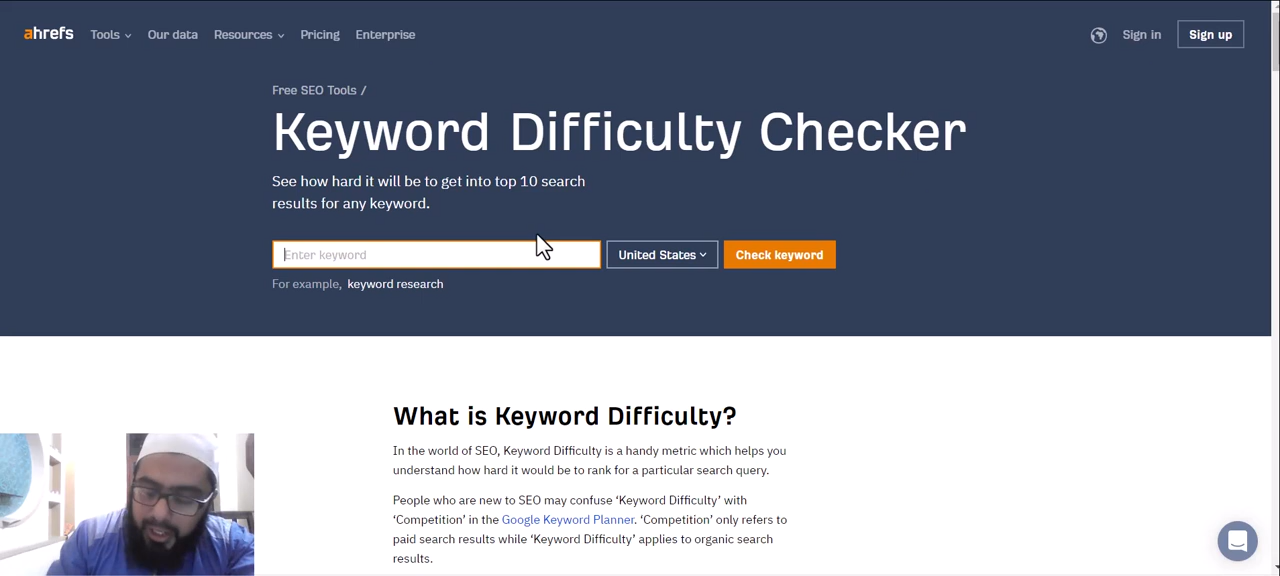 ahrefs Tools Our data Resources Pricing Enterprise Sign in Sign up
Free SEO Tools /
Keyword Difficulty Checker
See how hard it will be to get into top 10 search
results for any keyword.
Enter keyword United States Check keyword
For example, keyword research
What is Keyword Difficulty?
In the world of SEO, Keyword Difficulty is a handy metric which helps you
understand how hard it would be to rank for a particular search query.
People who are new to SEO may confuse ‘Keyword Difficulty’ with
‘Competition’ in the Google Keyword Planner. ‘Competition’ only refers to
paid search results while ‘Keyword Difficulty’ applies to organic search
results.